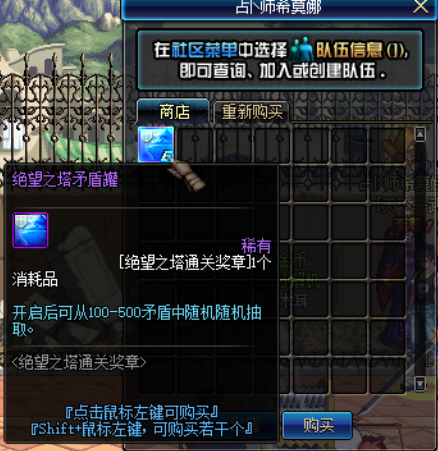 占卜师希莫娜
在社区菜单中选择 队伍信息(I),
即可查询、加入或创建队伍.
商店
重新购买
绝望之塔矛盾罐
稀有
[绝望之塔通关奖章]1个
消耗品
开启后可从100-500矛盾中随机随机抽
取。
<绝望之塔通关奖章>
『点击鼠标左键可购买』
『Shift+鼠标左键，可购买若干个』
购买